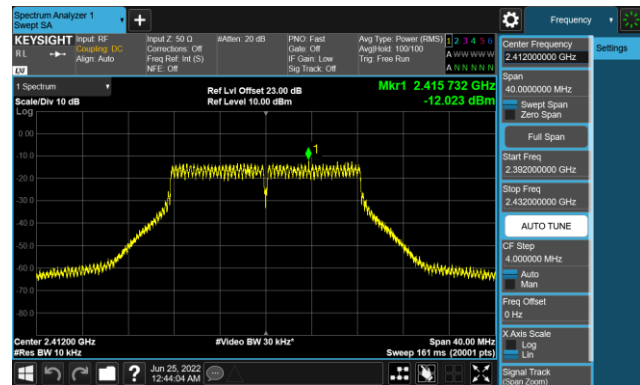 Spectrum Analyzer 1
Swept SA
+
Frequency
KEYSIGHT
RL
LXI
Input: RF
Coupling: DC
Align: Auto
Input Z: 50 Ω
Corrections: Off
Freq Ref: Int (S)
NFE: Off
#Atten: 20 dB
PNO: Fast
Gate: Off
IF Gain: Low
Sig Track: Off
Avg Type: Power (RMS)
Avg|Hold: 100/100
Trig: Free Run
1 2 3 4 5 6
A W W W W W
A N N N N N
1 Spectrum
Scale/Div 10 dB
Log
Ref Lvl Offset 23.00 dB
Ref Level 10.00 dBm
Mkr1 2.415 732 GHz
-12.023 dBm
1
0.00
-10.0
-20.0
-30.0
-40.0
-50.0
-60.0
-70.0
-80.0
Center 2.41200 GHz
#Res BW 10 kHz
#Video BW 30 kHz*
Span 40.00 MHz
Sweep 161 ms (20001 pts)
Center Frequency
2.412000000 GHz
Settings
Span
40.0000000 MHz
Swept Span
Zero Span
Full Span
Start Freq
2.392000000 GHz
Stop Freq
2.432000000 GHz
AUTO TUNE
CF Step
4.000000 MHz
Auto
Man
Freq Offset
0 Hz
X Axis Scale
Log
Lin
Signal Track
(Span Zoom)
?
Jun 25, 2022
12:44:04 AM